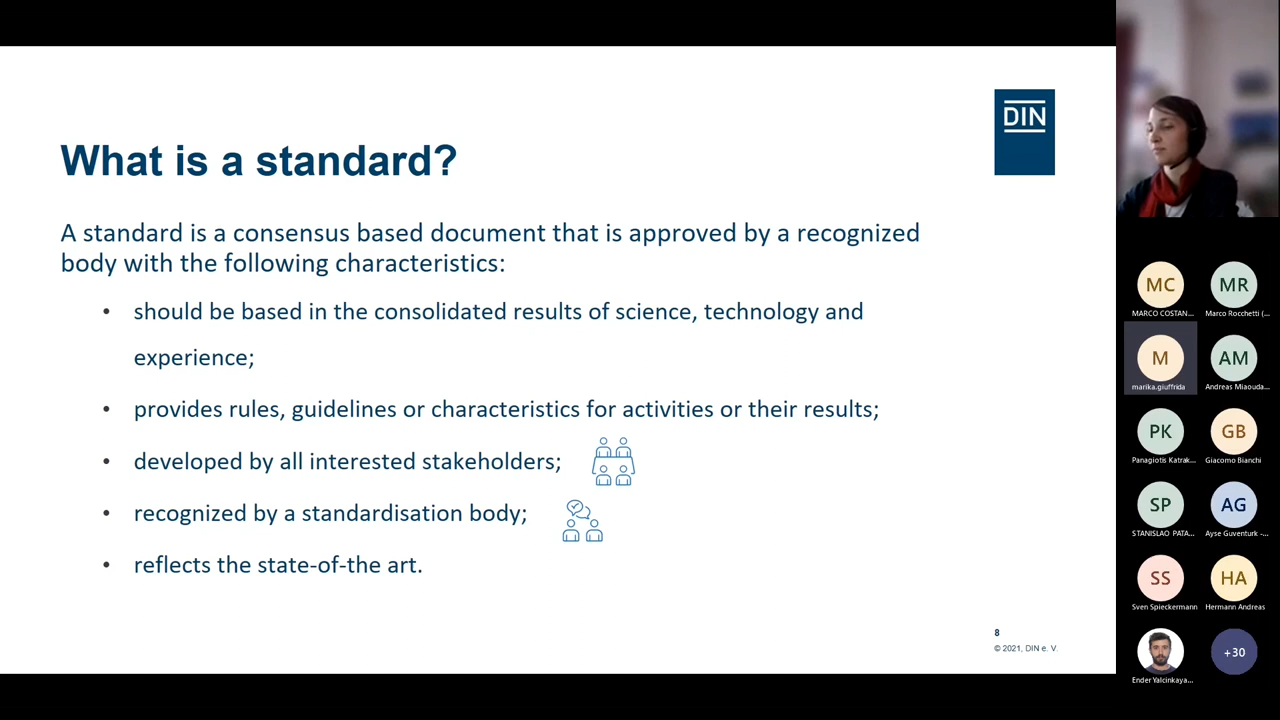 DIN
What is a standard?
A standard is a consensus based document that is approved by a recognized
body with the following characteristics:
• should be based in the consolidated results of science, technology and
experience;
• provides rules, guidelines or characteristics for activities or their results;
• developed by all interested stakeholders;
• recognized by a standardisation body;
• reflects the state-of-the art.
8
© 2021, DIN e. V.
MC
MR
MARCO COSTAN...
Marco Rocchetti (...
M
AM
marika.giuffrida
Andreas Miaouda...
PK
GB
Panagiotis Katrak...
Giacomo Bianchi
SP
AG
STANISLAO PATA...
Ayse Guventurk -...
SS
HA
Sven Spieckermann
Hermann Andreas
+30
Ender Yalcinkaya...